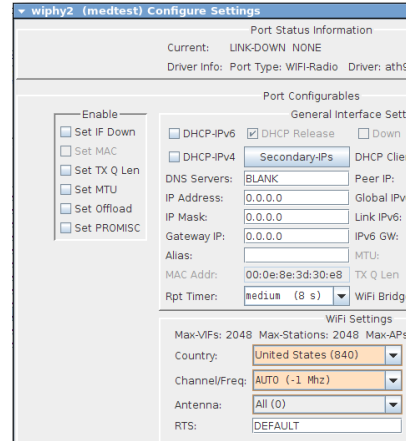 wiphy2 (medtest) Configure Settings
Port Status Information
Current: LINK-DOWN NONE
Driver Info: Port Type: WIFI-Radio Driver: ath9
Port Configurables
Enable
General Interface Sett
Set IF Down
DHCP-IPv6 DHCP Release Down
Set MAC
DHCP-IPv4 Secondary-IPs DHCP Clie
Set TX Q Len
DNS Servers: BLANK Peer IP:
Set MTU
IP Address: 0.0.0.0 Global IPv6
Set Offload
IP Mask: 0.0.0.0 Link IPv6:
Set PROMISC
Gateway IP: 0.0.0.0 IPv6 GW:
Alias: MTU:
MAC Addr: 00:0e:8e:3d:30:e8 TX Q Len
Rpt Timer: medium (8 s) WiFi Bridge
WiFi Settings
Max-VIFs: 2048 Max-Stations: 2048 Max-APs
Country: United States (840)
Channel/Freq: AUTO (-1 Mhz)
Antenna: All (0)
RTS: DEFAULT